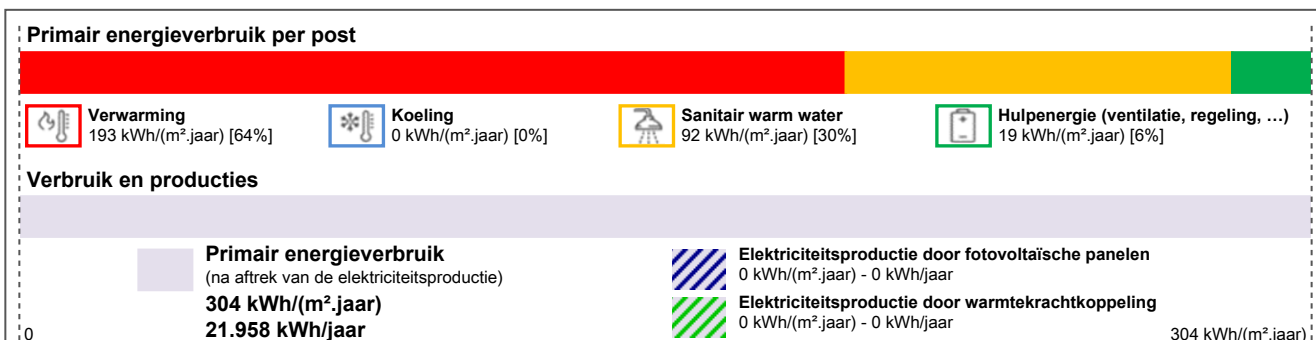 Primair energieverbruik per post
Verwarming
193 kWh/(m².jaar) [64%]
Koeling
0 kWh/(m².jaar) [0%]
Sanitair warm water
92 kWh/(m².jaar) [30%]
Hulpenergie (ventilatie, regeling, …)
19 kWh/(m².jaar) [6%]
Verbruik en producties
Primair energieverbruik
(na aftrek van de elektriciteitsproductie)
304 kWh/(m².jaar)
21.958 kWh/jaar
Elektriciteitsproductie door fotovoltaïsche panelen
0 kWh/(m².jaar) - 0 kWh/jaar
Elektriciteitsproductie door warmtekrachtkoppeling
0 kWh/(m².jaar) - 0 kWh/jaar
0
304 kWh/(m².jaar)